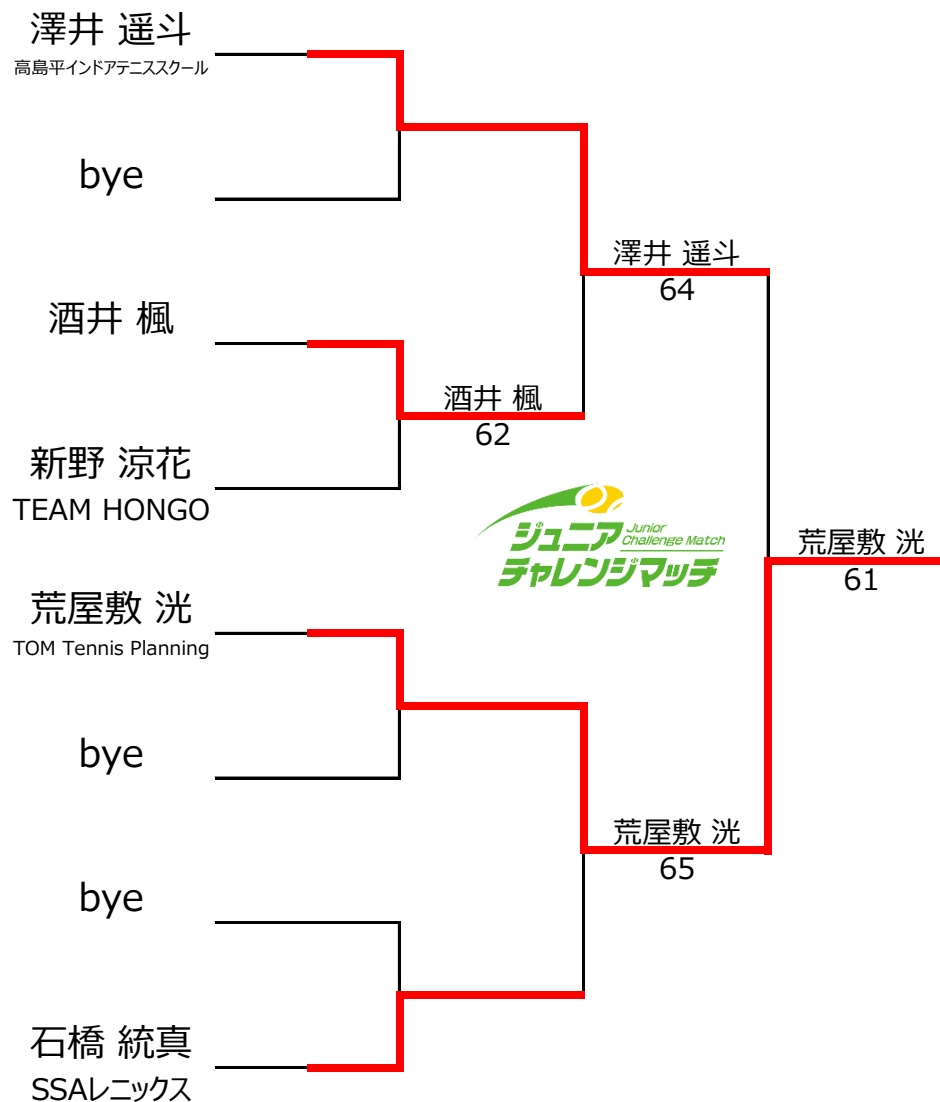 澤井 遥斗
高島平インドアテニススクール
bye
澤井 遥斗
64
酒井 楓
酒井 楓
62
新野 涼花
TEAM HONGO
ジュニア
Junior
Challenge Match
チャレンジマッチ
荒屋敷 洸
61
荒屋敷 洸
TOM Tennis Planning
bye
荒屋敷 洸
65
bye
石橋 統真
SSAレニックス